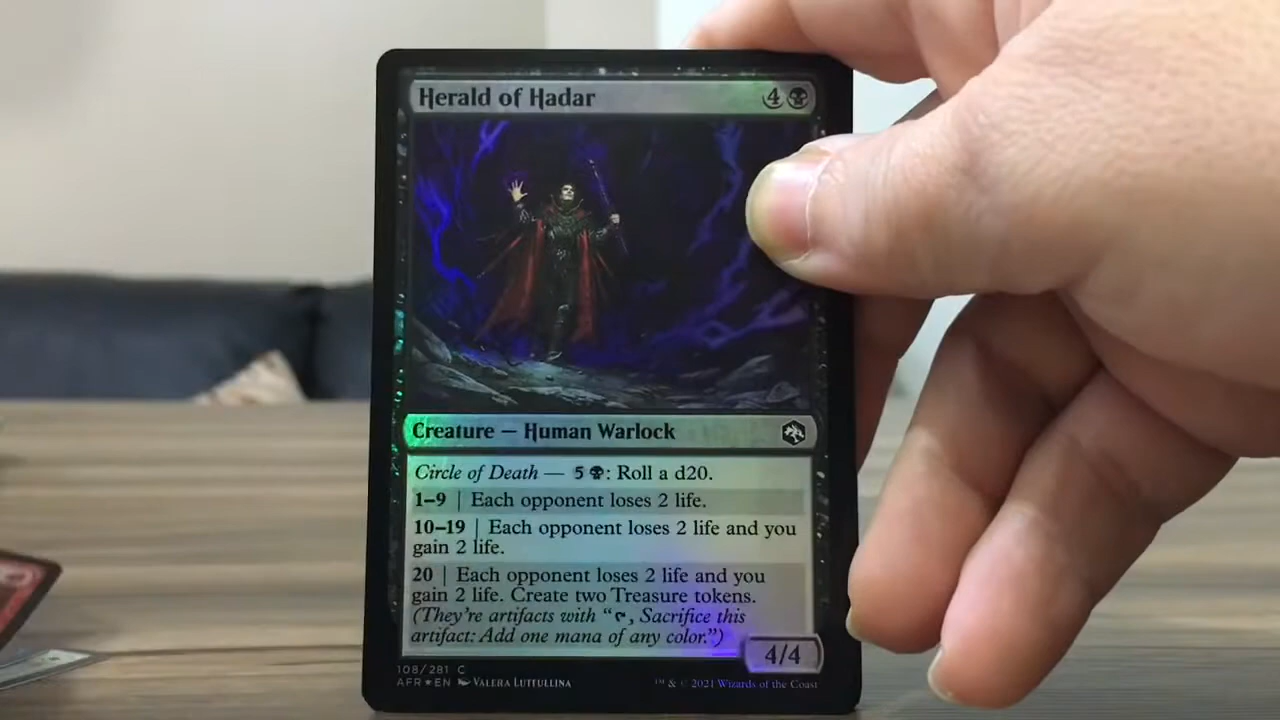 Herald of Hadar 4
Creature — Human Warlock
Circle of Death — 5 : Roll a d20.
1–9 | Each opponent loses 2 life.
10–19 | Each opponent loses 2 life and you
gain 2 life.
20 | Each opponent loses 2 life and you
gain 2 life. Create two Treasure tokens.
(They're artifacts with “, Sacrifice this
artifact: Add one mana of any color.”)
4/4
108/281 C
AFR★EN Valera Lutfullina ™ & © 2021 Wizards of the Coast